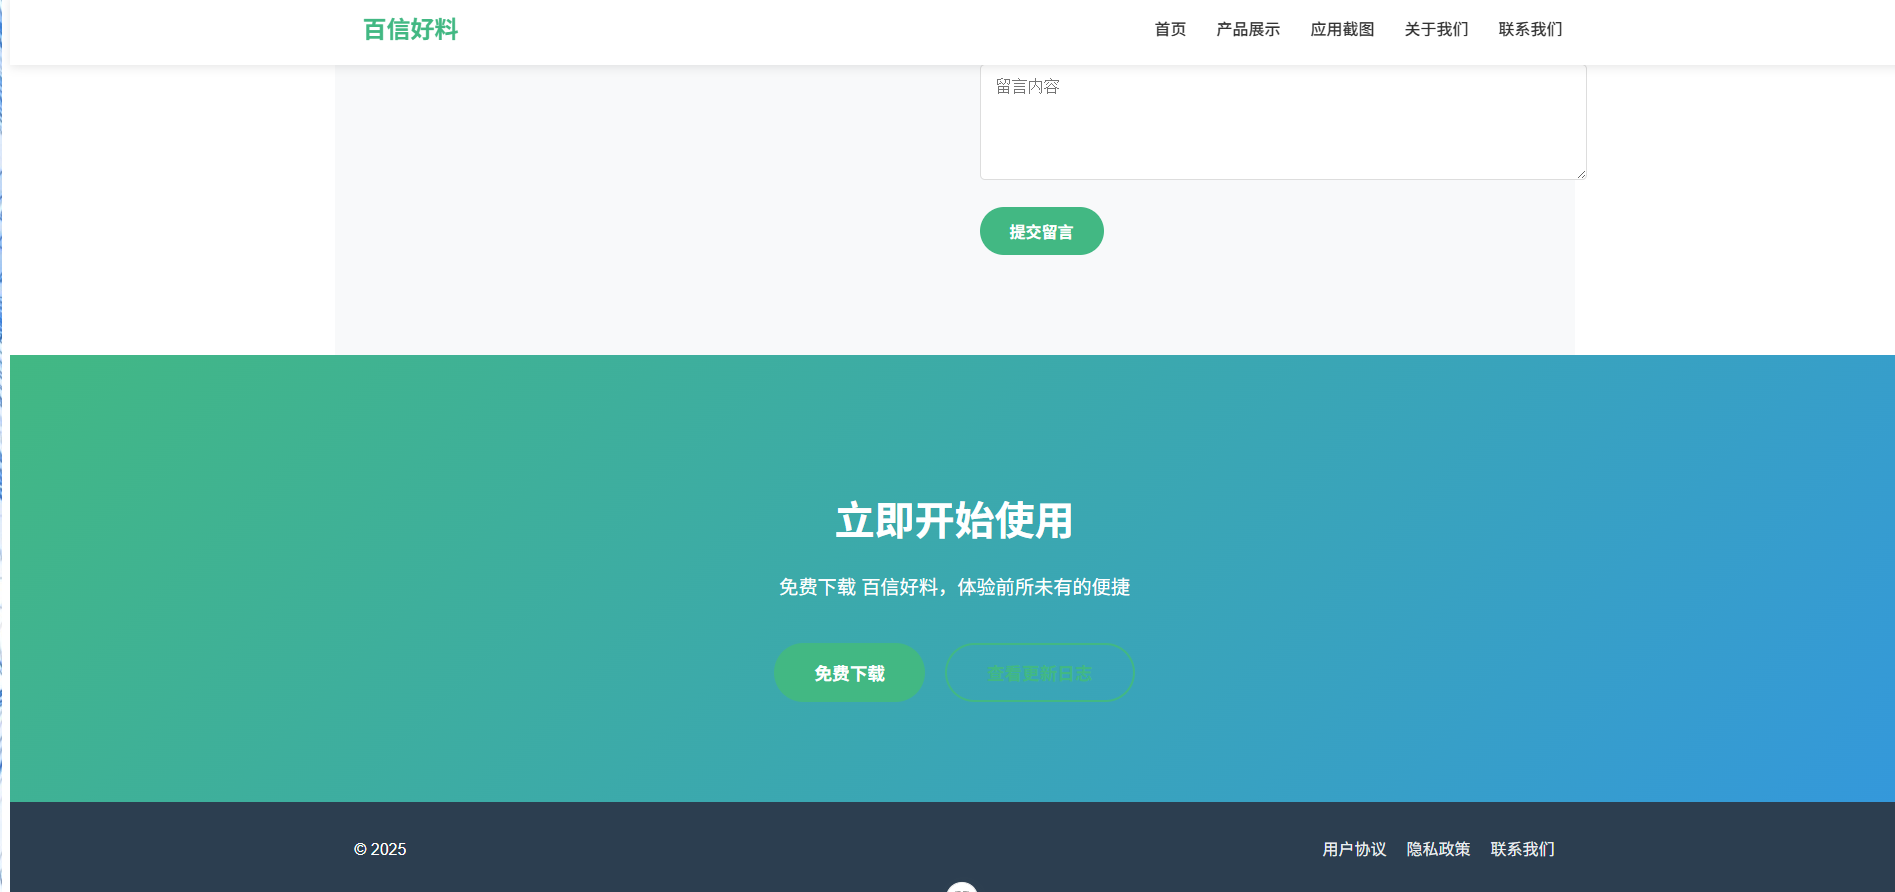 百信好料
首页 产品展示 应用截图 关于我们 联系我们
留言内容
提交留言
立即开始使用
免费下载 百信好料，体验前所未有的便捷
免费下载 查看更新日志
© 2025
用户协议 隐私政策 联系我们